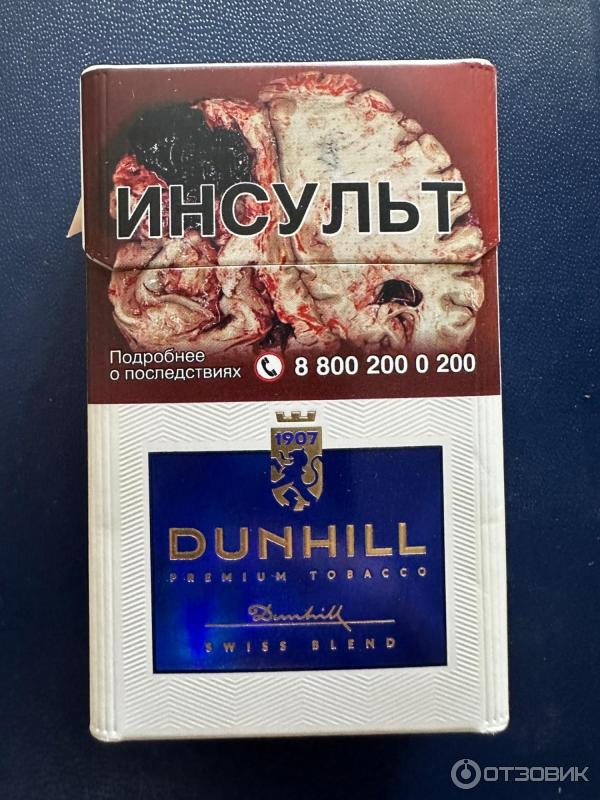 ИНСУЛЬТ
Подробнее
о последствиях
8 800 200 0 200
1907
DUNHILL
PREMIUM TOBACCO
Dunhill
SWISS BLEND
ОТЗОВИК